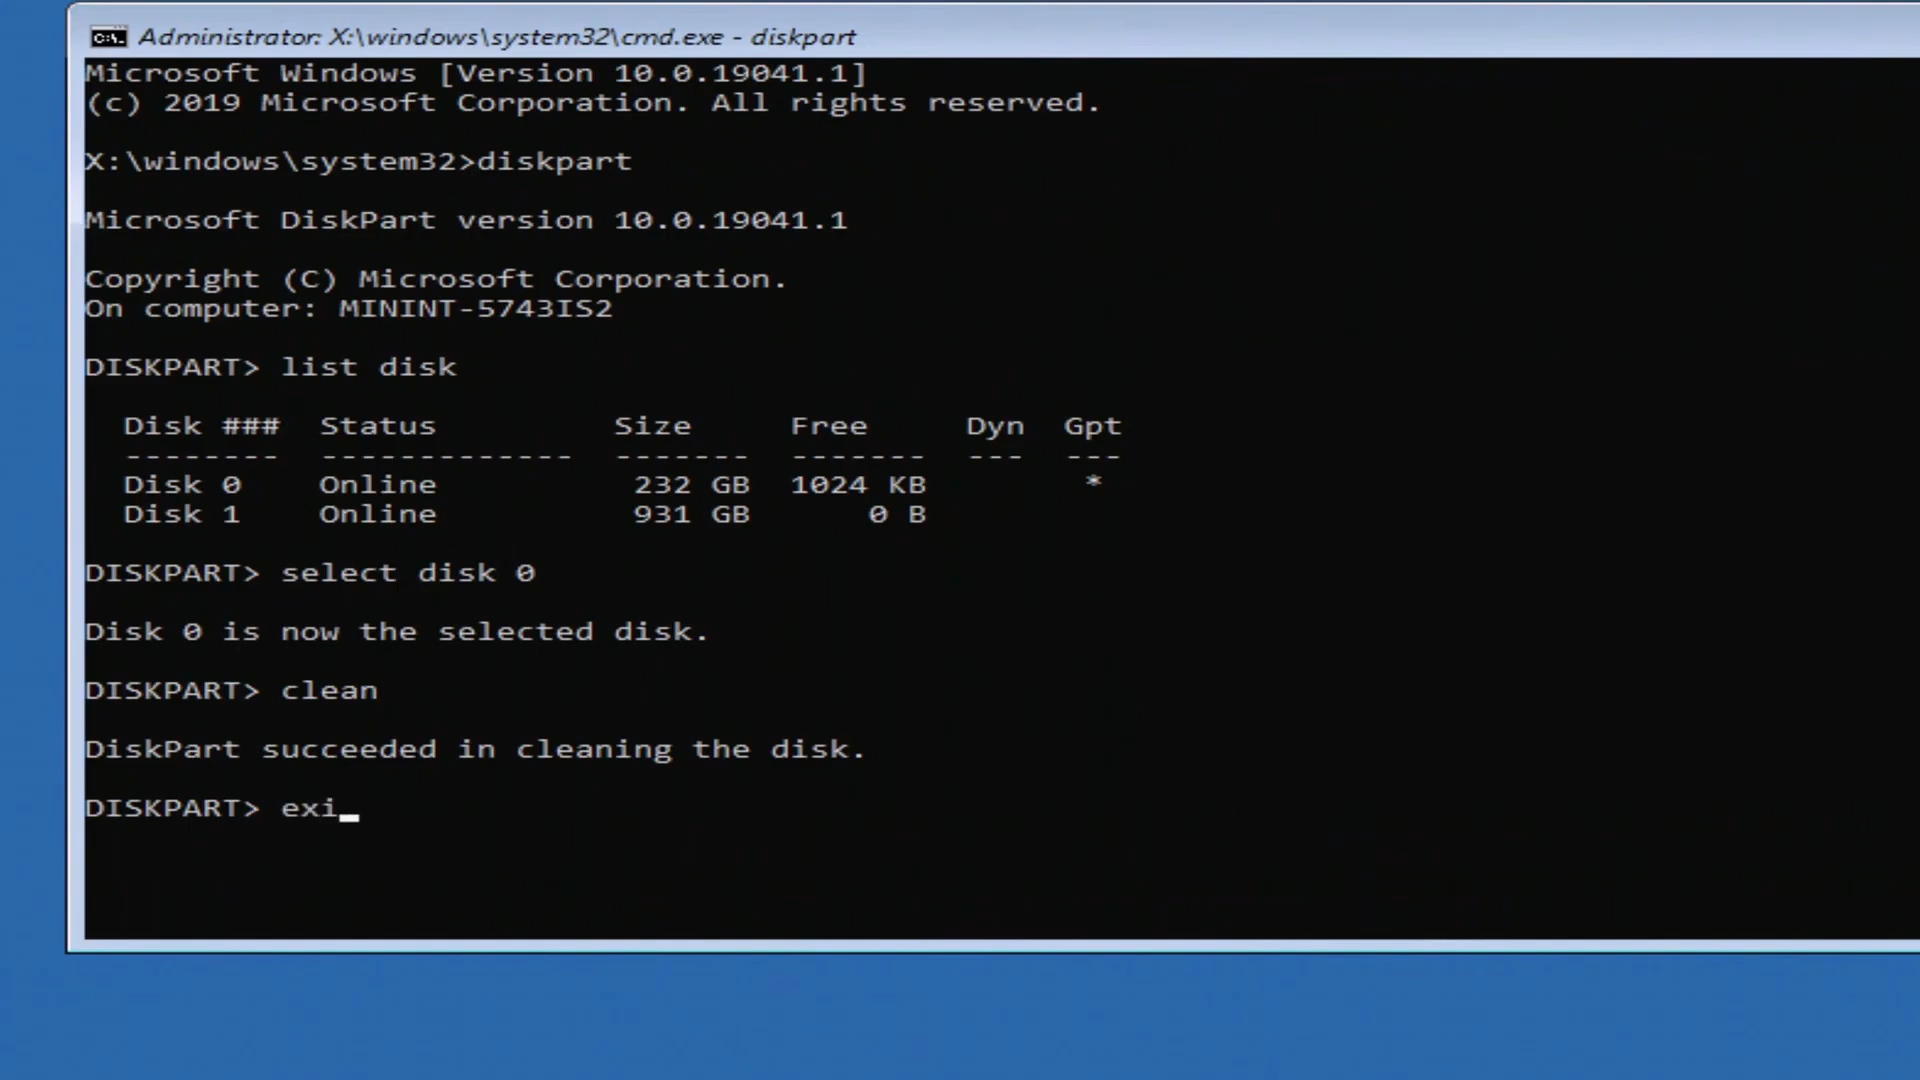 Administrator: X:\windows\system32\cmd.exe - diskpart
Microsoft Windows [Version 10.0.19041.1]
(c) 2019 Microsoft Corporation. All rights reserved.
X:\windows\system32>diskpart
Microsoft DiskPart version 10.0.19041.1
Copyright (C) Microsoft Corporation.
On computer: MININT-5743IS2
DISKPART> list disk
Disk ### Status Size Free Dyn Gpt
-------- ------------- ------- ------- --- ---
Disk 0 Online 232 GB 1024 KB *
Disk 1 Online 931 GB 0 B
DISKPART> select disk 0
Disk 0 is now the selected disk.
DISKPART> clean
DiskPart succeeded in cleaning the disk.
DISKPART> exi_